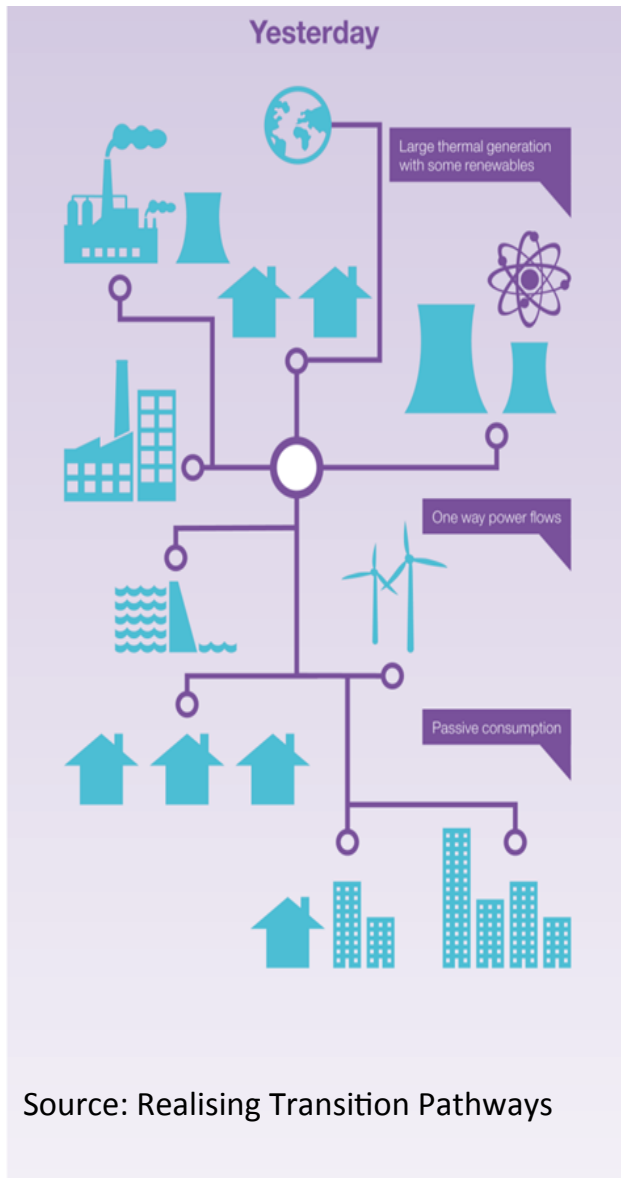 Yesterday
Large thermal generation
with some renewables
One way power flows
Passive consumption
Source: Realising Transition Pathways